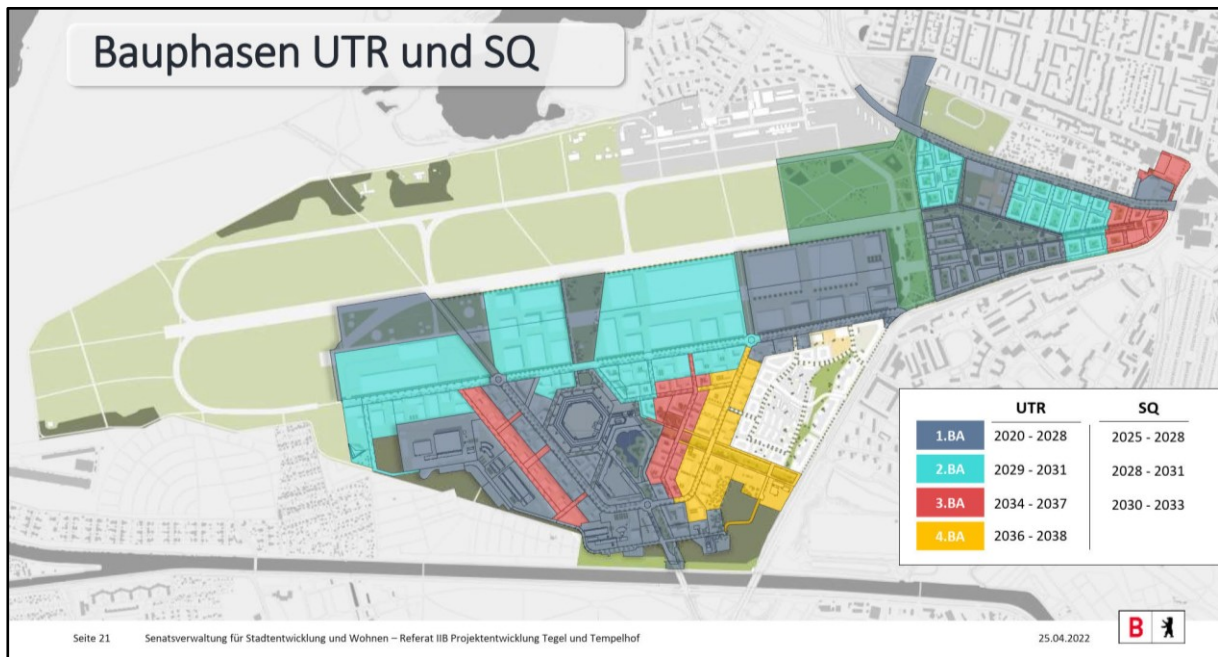 Bauphasen UTR und SQ
UTR SQ
1.BA 2020 - 2028 2025 - 2028
2.BA 2029 - 2031 2028 - 2031
3.BA 2034 - 2037 2030 - 2033
4.BA 2036 - 2038
Seite 21 Senatsverwaltung für Stadtentwicklung und Wohnen – Referat IIB Projektentwicklung Tegel und Tempelhof 25.04.2022 B